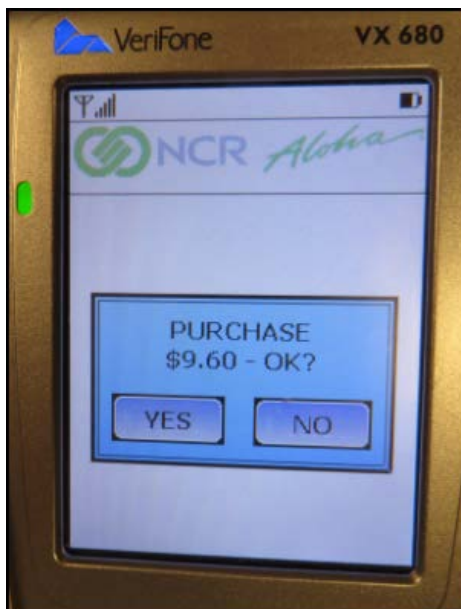 VeriFone
VX 680
NCR Aloha
PURCHASE
$9.60 - OK?
YES
NO